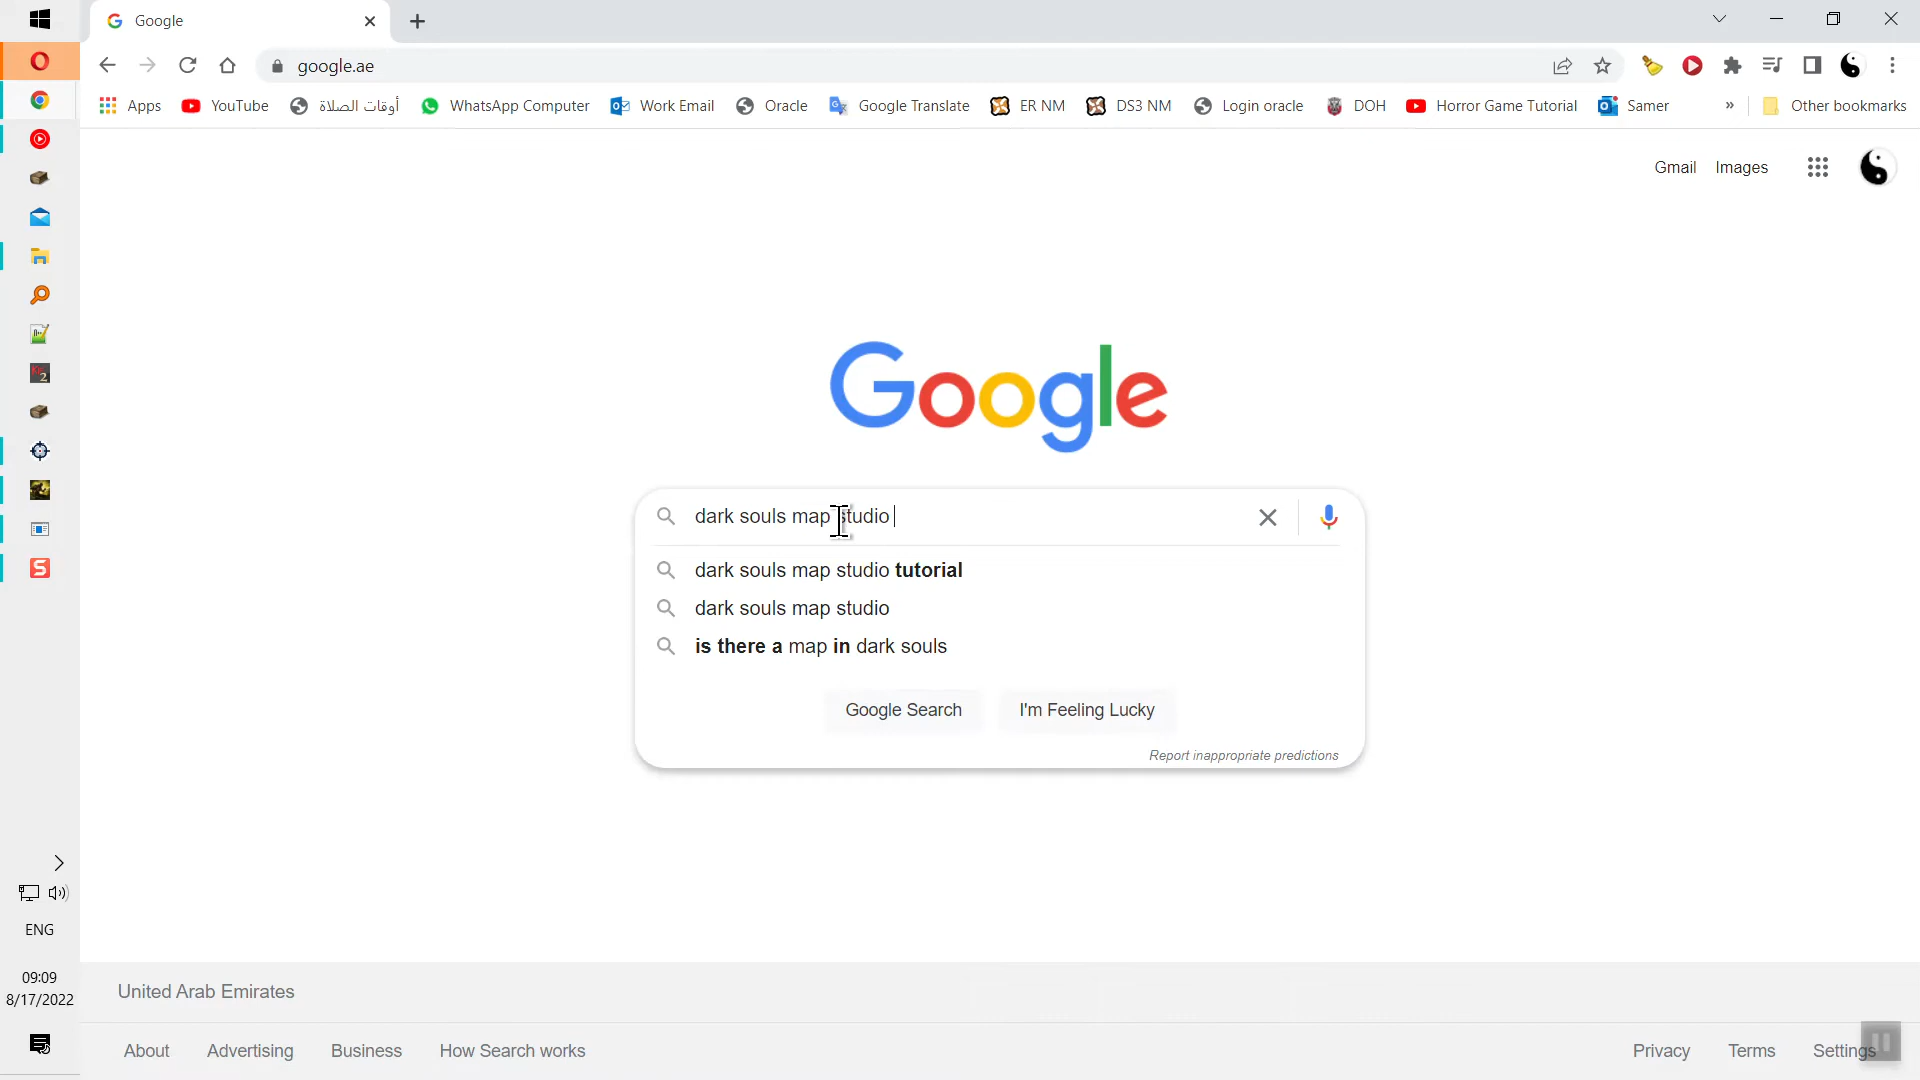 Google
google.ae
Apps
YouTube
أوقات الصلاة
WhatsApp Computer
Work Email
Oracle
Google Translate
ER NM
DS3 NM
Login oracle
DOH
Horror Game Tutorial
Samer
»
Other bookmarks
Gmail
Images
Google
dark souls map studio
dark souls map studio tutorial
dark souls map studio
is there a map in dark souls
Google Search
I'm Feeling Lucky
Report inappropriate predictions
ENG
09:09
8/17/2022
United Arab Emirates
About
Advertising
Business
How Search works
Privacy
Terms
Settings